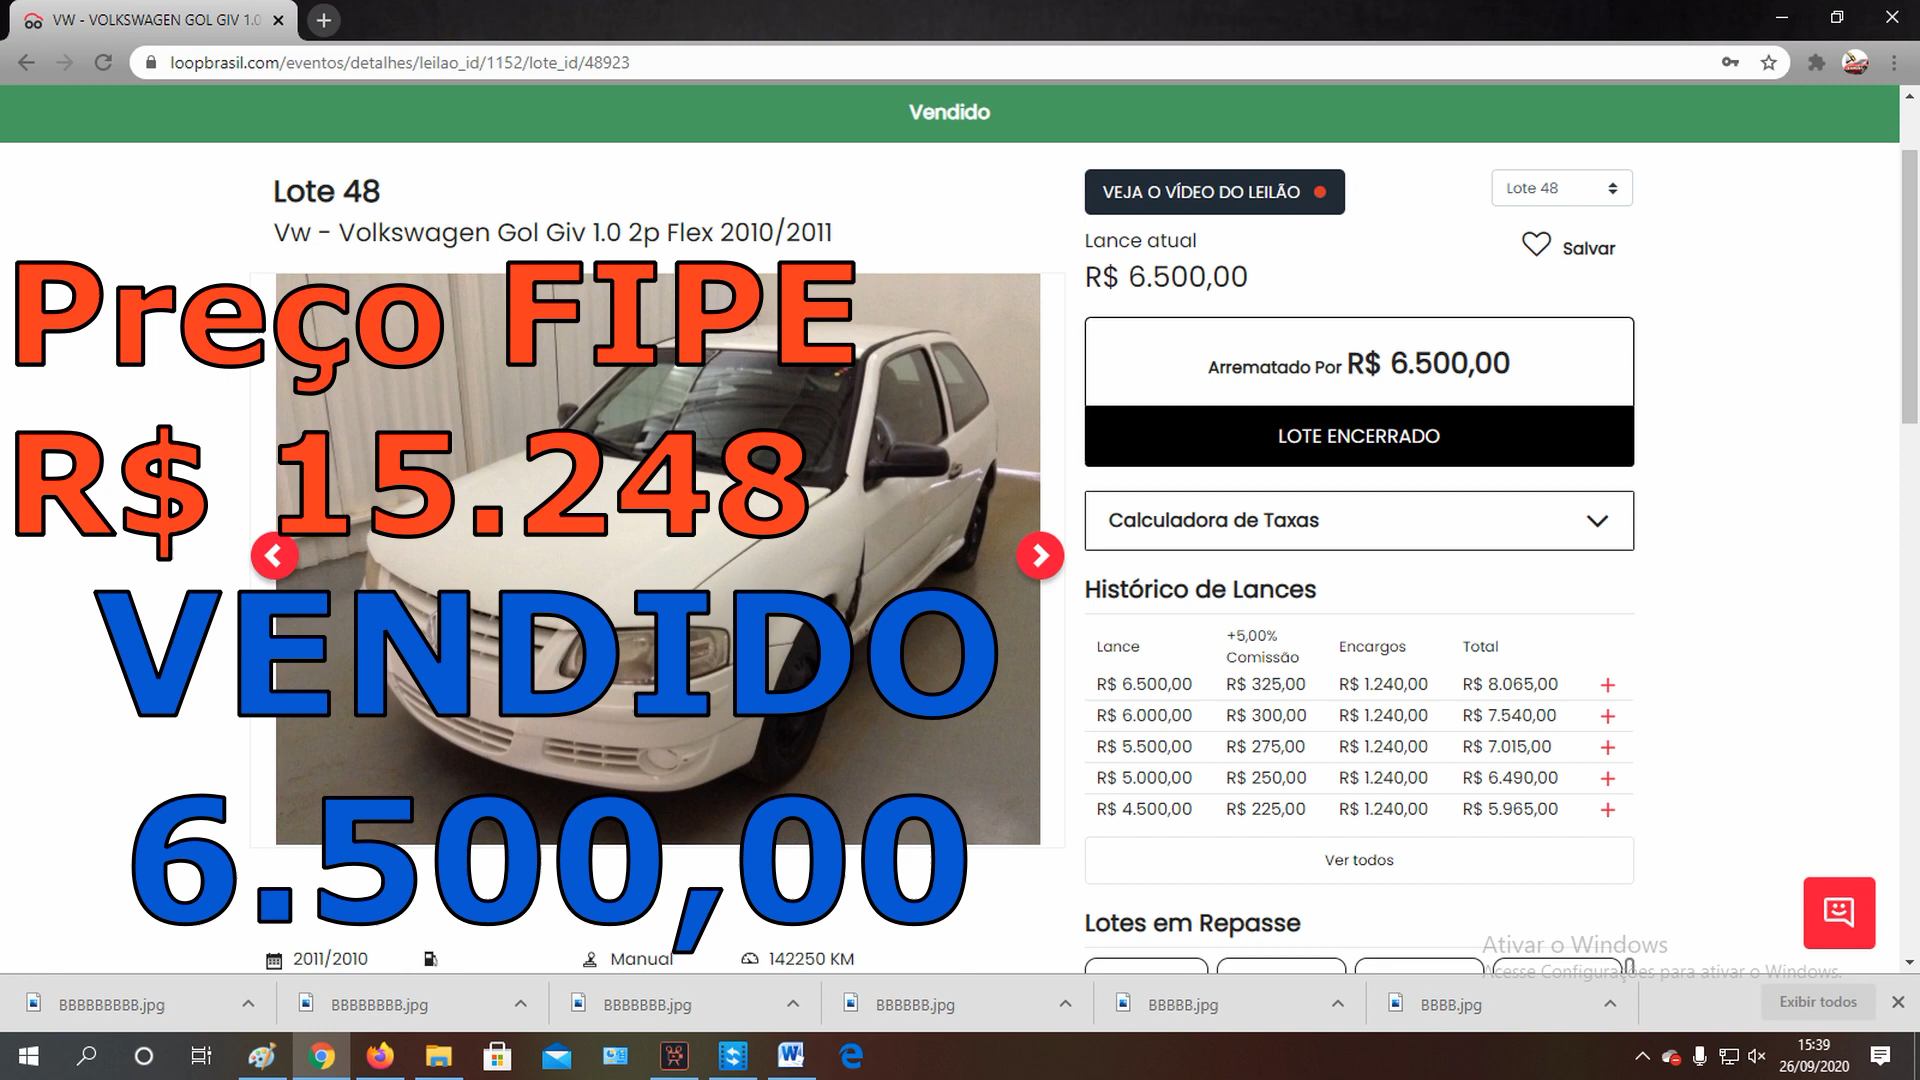 VW - VOLKSWAGEN GOL GIV 1.0
loopbrasil.com/eventos/detalhes/leilao_id/1152/lote_id/48923
Vendido
Lote 48
Vw - Volkswagen Gol Giv 1.0 2p Flex 2010/2011
Preço FIPE
R$ 15.248
VENDIDO
6.500,00
2011/2010
Manual
142250 KM
VEJA O VÍDEO DO LEILÃO
Lote 48
Lance atual
R$ 6.500,00
Salvar
Arrematado Por R$ 6.500,00
LOTE ENCERRADO
Calculadora de Taxas
Histórico de Lances
Lance +5,00% Comissão Encargos Total
R$ 6.500,00 R$ 325,00 R$ 1.240,00 R$ 8.065,00 +
R$ 6.000,00 R$ 300,00 R$ 1.240,00 R$ 7.540,00 +
R$ 5.500,00 R$ 275,00 R$ 1.240,00 R$ 7.015,00 +
R$ 5.000,00 R$ 250,00 R$ 1.240,00 R$ 6.490,00 +
R$ 4.500,00 R$ 225,00 R$ 1.240,00 R$ 5.965,00 +
Ver todos
Lotes em Repasse
Ativar o Windows
Acesse Configurações para ativar o Windows.
BBBBBBBBB.jpg BBBBBBBB.jpg BBBBBBB.jpg BBBBBB.jpg BBBBB.jpg BBBB.jpg Exibir todos
15:39
26/09/2020